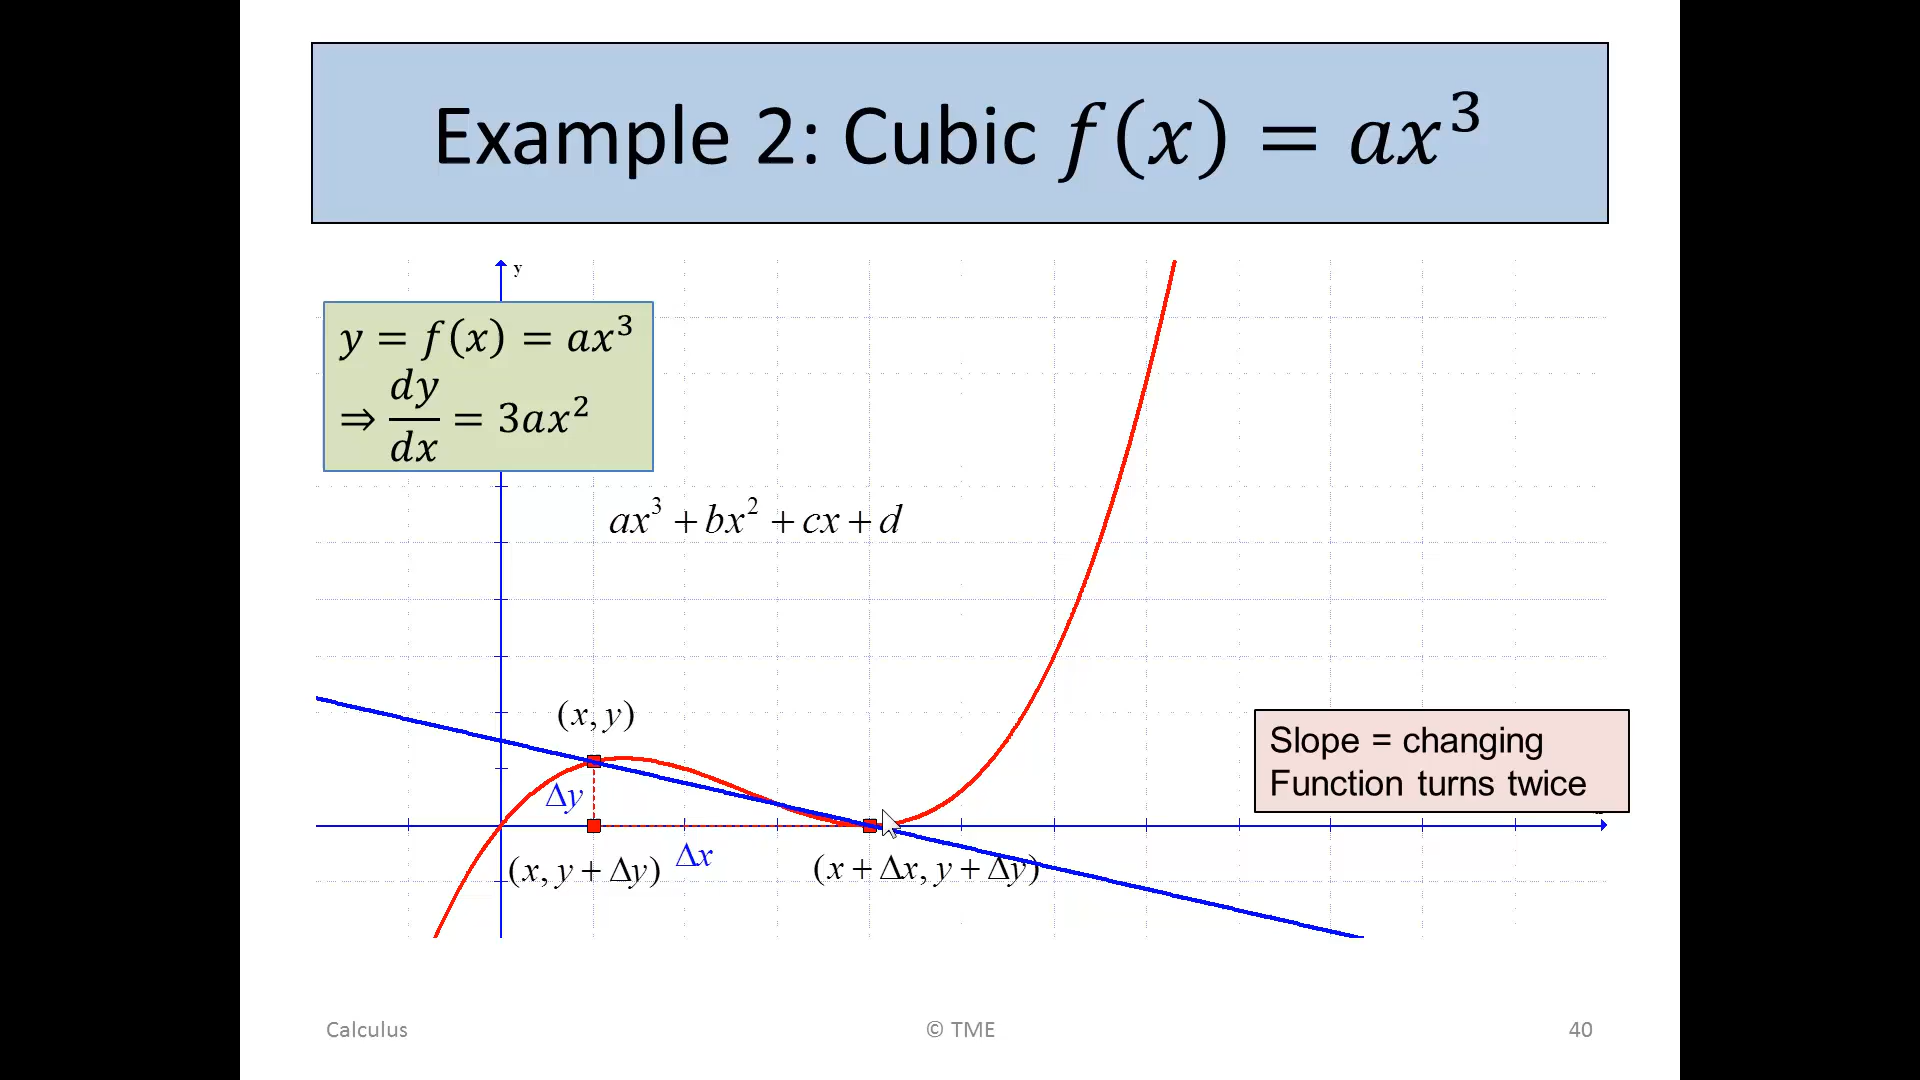 Example 2: Cubic f(x) = ax³
y
y = f(x) = ax³
⇒ dy/dx = 3ax²
ax³ + bx² + cx + d
(x, y)
Slope = changing
Function turns twice
Δy
Δx
(x, y + Δy)
(x + Δx, y + Δy)
Calculus
© TME
40